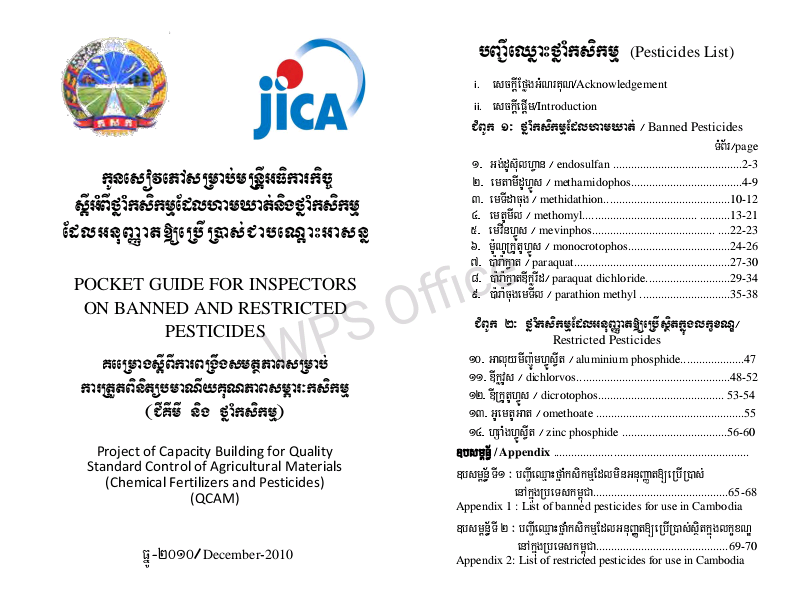 jICA
កូនសៀវភៅសម្រាប់មន្ត្រីអធិការកិច្ច
ស្តីអំពីថ្នាំកសិកម្មដែលហាមឃាត់និងថ្នាំកសិកម្ម
ដែលអនុញ្ញាតឱ្យប្រើប្រាស់ជាបណ្តោះអាសន្ន
POCKET GUIDE FOR INSPECTORS
ON BANNED AND RESTRICTED
PESTICIDES
គម្រោងស្តីពីការពង្រឹងសមត្ថភាពសម្រាប់
ការត្រួតពិនិត្យបមាណីយគុណភាពសម្ភារៈកសិកម្ម
(ជីគីមី និង ថ្នាំកសិកម្ម)
Project of Capacity Building for Quality
Standard Control of Agricultural Materials
(Chemical Fertilizers and Pesticides)
(QCAM)
ធ្នូ-២០១០/ December-2010
WPS Office
បញ្ជីឈ្មោះថ្នាំកសិកម្ម (Pesticides List)
i. សេចក្តីថ្លែងអំណរគុណ/Acknowledgement
ii. សេចក្តីផ្តើម/Introduction
ជំពូក ១: ថ្នាំកសិកម្មដែលហាមឃាត់ / Banned Pesticides
ទំព័រ/page
១. អង់ដូស៊ុលហ្វាន / endosulfan ..........................................2-3
២. មេតាមីដូហ្វូស / methamidophos....................................4-9
៣. មេទីដាចុង / methidathion.........................................10-12
៤. មេតូមីល / methomyl..................................... .........13-21
៥. មេវីនហ្វូស / mevinphos......................................... ....22-23
៦. ម៉ូណូក្រូតូហ្វូស / monocrotophos.................................24-26
៧. ប៉ារ៉ាក្វាត / paraquat..................................................27-30
៨. ប៉ារ៉ាក្វាតឌីក្លរីដ/ paraquat dichloride...........................29-34
៩. ប៉ារ៉ាចុងមេទីល / parathion methyl .............................35-38
ជំពូក ២: ថ្នាំកសិកម្មដែលអនុញ្ញាតឱ្យប្រើស្ថិតក្នុងលក្ខខណ្ឌ/
Restricted Pesticides
១០. អាលុយមីញ៉ូមហ្វូស្វីត / aluminium phosphide....................47
១១. ឌីក្លវូស / dichlorvos..................................................48-52
១២. ឌីក្រូតូហ្វូស / dicrotophos......................................... 53-54
១៣. អូមេតូអាត / omethoate ................................................55
១៤. ហ្ស៊ាំងហ្វូស្វីត / zinc phosphide ..................................56-60
ឧបសម្ព័ន្ធ / Appendix ................................................................
ឧបសម្ព័ន្ធ ទី១ : បញ្ជីឈ្មោះថ្នាំកសិកម្មដែលមិនអនុញ្ញាតឱ្យប្រើប្រាស់
នៅក្នុងប្រទេសកម្ពុជា.............................................65-68
Appendix 1 : List of banned pesticides for use in Cambodia
ឧបសម្ព័ន្ធទី ២ : បញ្ជីឈ្មោះថ្នាំកសិកម្មដែលអនុញ្ញាតឱ្យប្រើប្រាស់ស្ថិតក្នុងលក្ខខណ្ឌ
នៅក្នុងប្រទេសកម្ពុជា.............................................69-70
Appendix 2: List of restricted pesticides for use in Cambodia